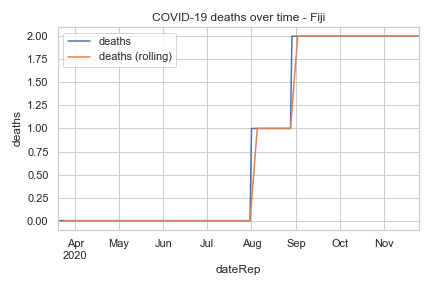 COVID-19 deaths over time - Fiji
deaths
deaths (rolling)
2.00
1.75
1.50
1.25
1.00
0.75
0.50
0.25
0.00
deaths
Apr May Jun Jul Aug Sep Oct Nov
2020
dateRep